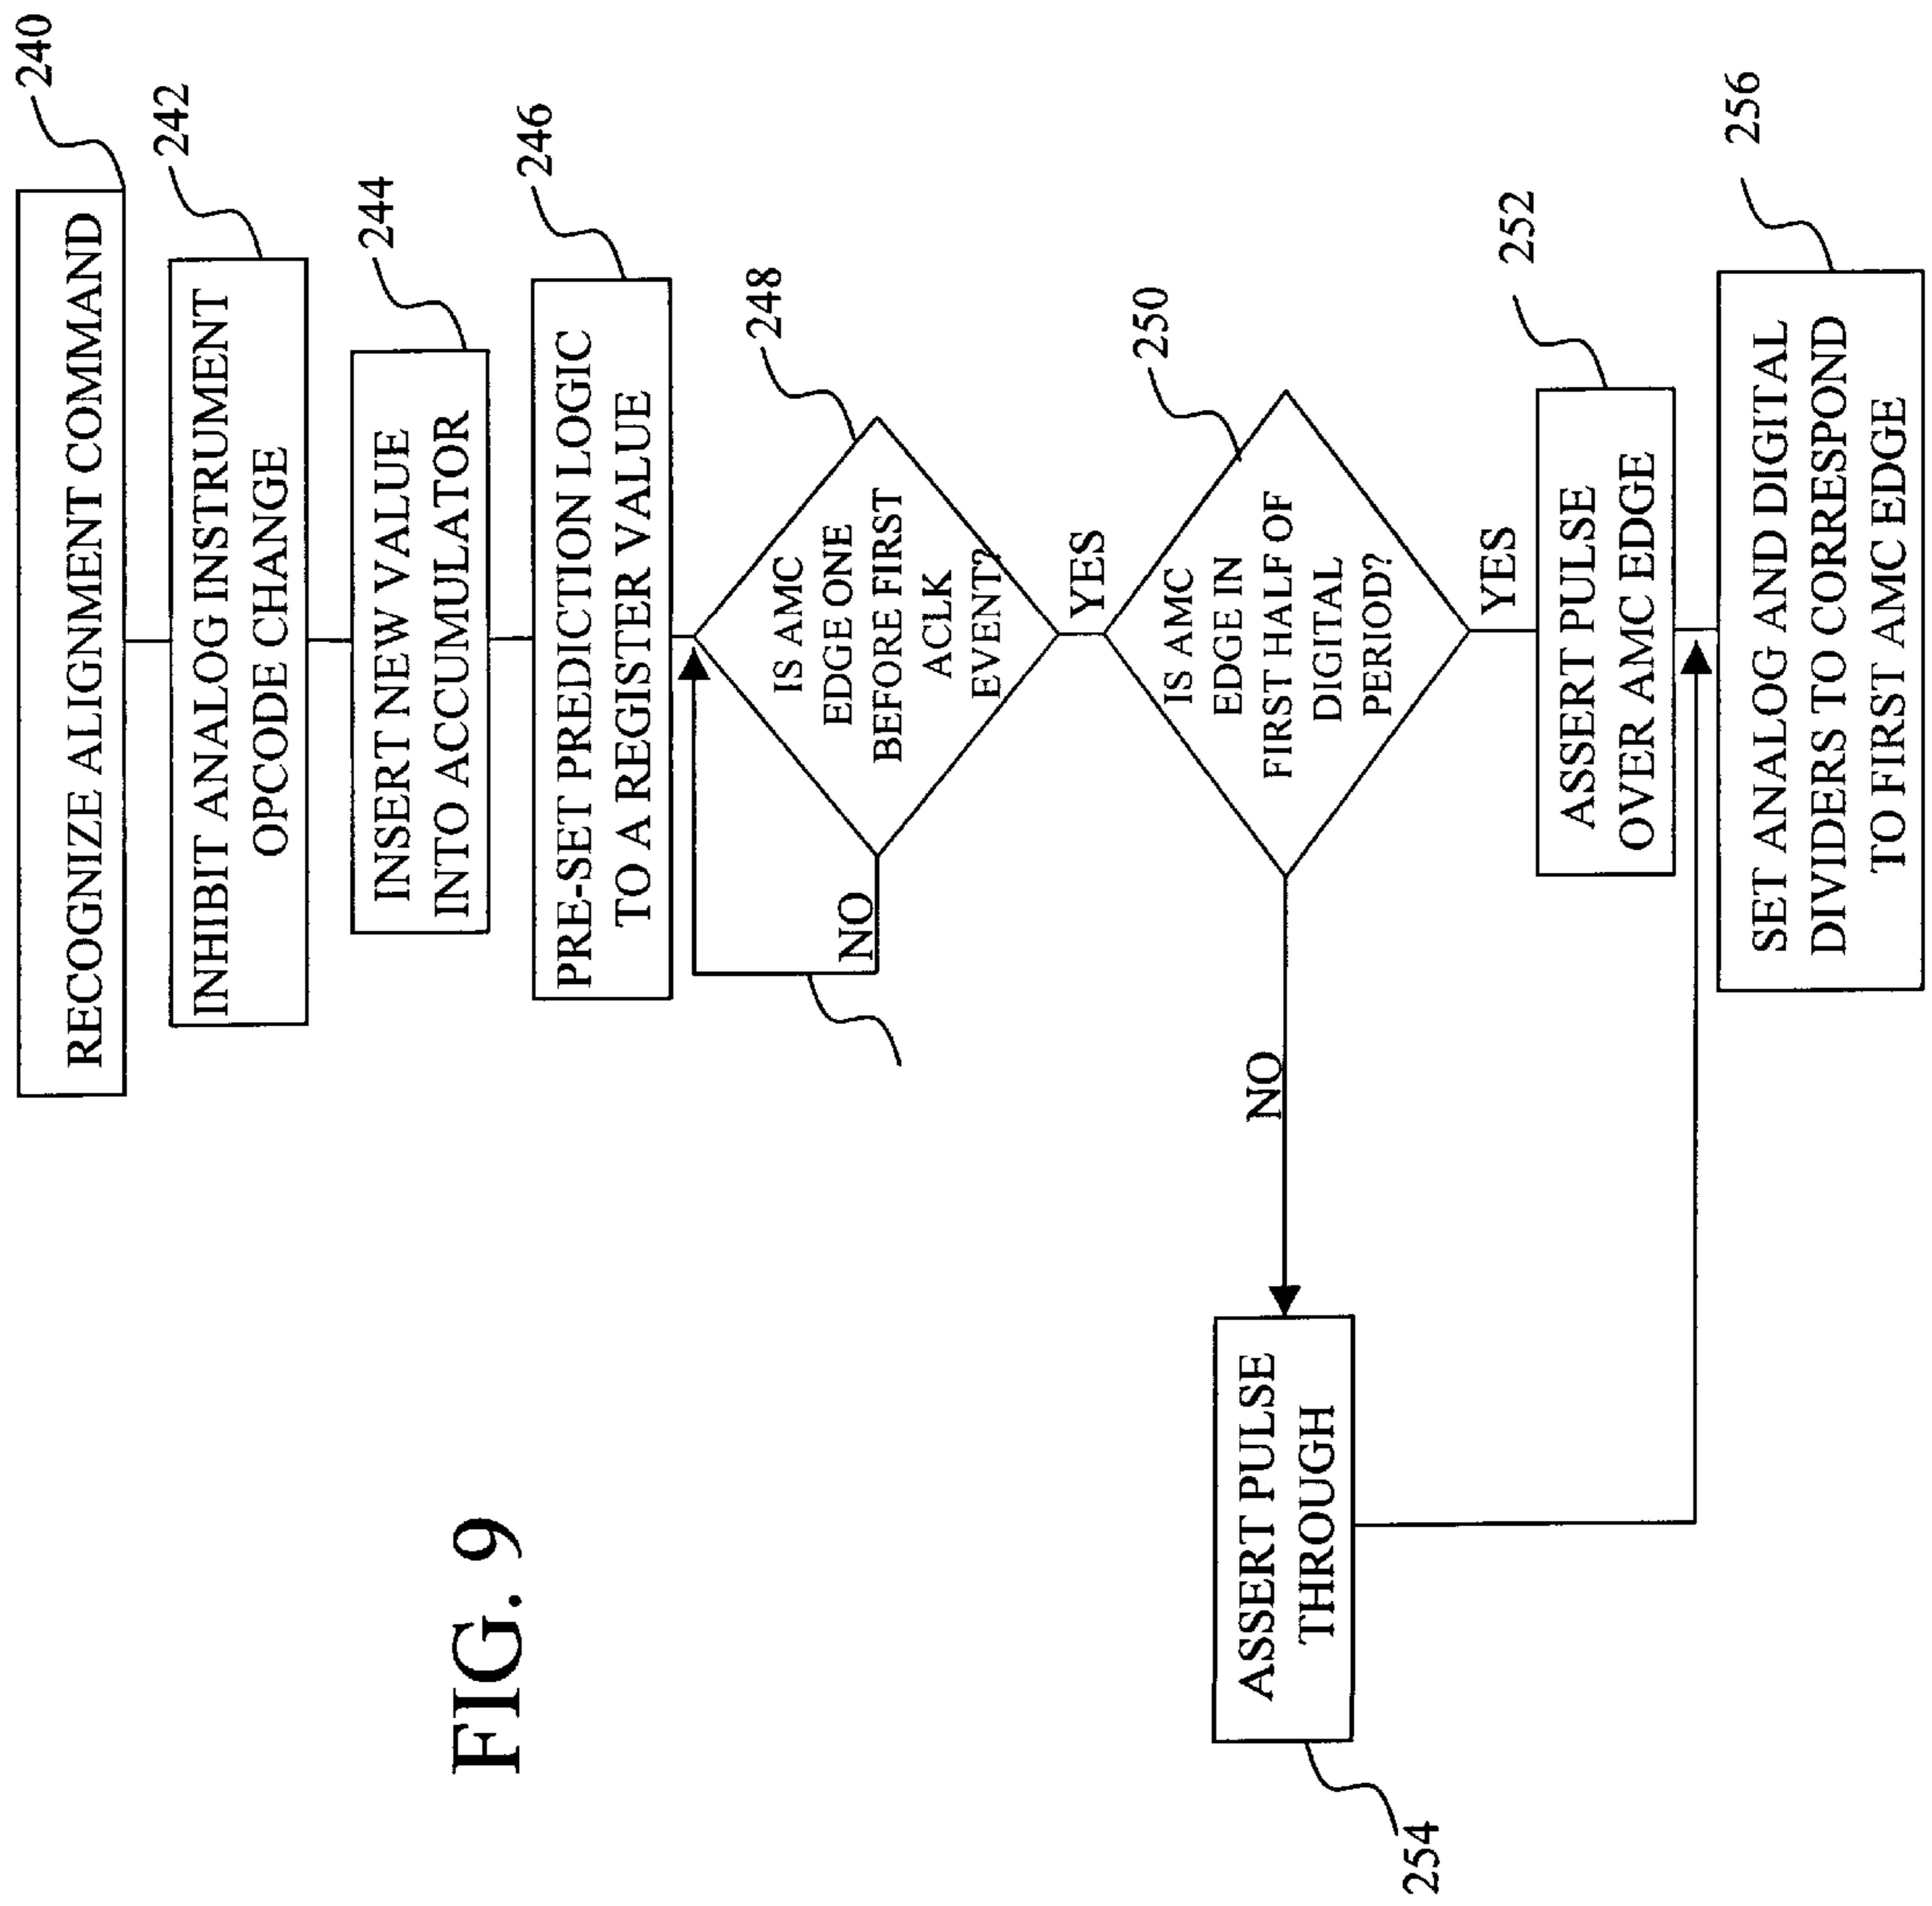 240
RECOGNIZE ALIGNMENT COMMAND
242
INHIBIT ANALOG INSTRUMENT
OPCODE CHANGE
244
INSERT NEW VALUE
INTO ACCUMULATOR
246
PRE-SET PREDICTION LOGIC
TO A REGISTER VALUE
248
IS AMC
EDGE ONE
BEFORE FIRST
ACLK
EVENT?
NO
YES
250
IS AMC
EDGE IN
FIRST HALF OF
DIGITAL
PERIOD?
NO
YES
252
ASSERT PULSE
OVER AMC EDGE
ASSERT PULSE
THROUGH
254
256
SET ANALOG AND DIGITAL
DIVIDERS TO CORRESPOND
TO FIRST AMC EDGE
FIG. 9